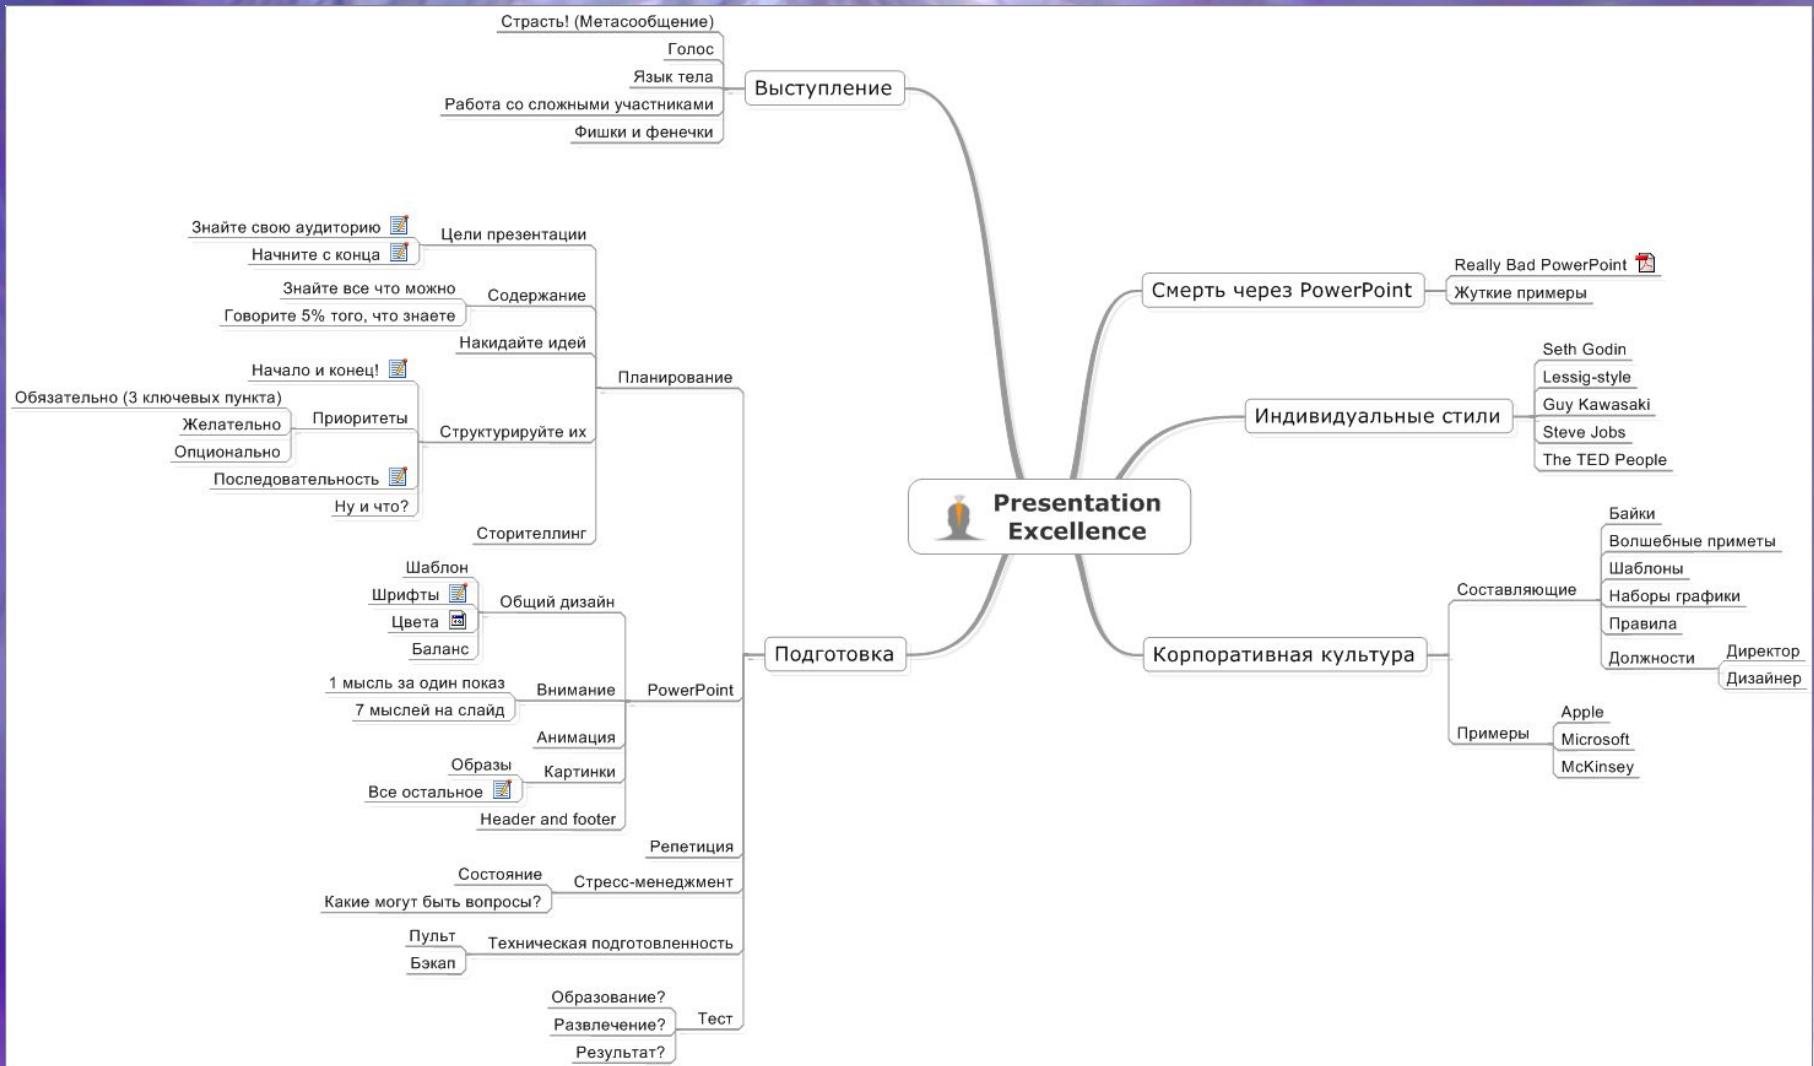 Страсть! (Метасообщение)
Голос
Язык тела
Работа со сложными участниками
Фишки и фенечки
Выступление
Знайте свою аудиторию
Начните с конца
Цели презентации
Знайте все что можно
Говорите 5% того, что знаете
Содержание
Накидайте идей
Начало и конец!
Обязательно (3 ключевых пункта)
Желательно
Опционально
Приоритеты
Последовательность
Ну и что?
Структурируйте их
Сторителлинг
Планирование
Шаблон
Шрифты
Цвета
Баланс
Общий дизайн
1 мысль за один показ
7 мыслей на слайд
Внимание
Анимация
Образы
Все остальное
Картинки
Header and footer
PowerPoint
Репетиция
Состояние
Какие могут быть вопросы?
Стресс-менеджмент
Пульт
Бэкап
Техническая подготовленность
Образование?
Развлечение?
Результат?
Тест
Подготовка
Presentation
Excellence
Смерть через PowerPoint
Really Bad PowerPoint
Жуткие примеры
Индивидуальные стили
Seth Godin
Lessig-style
Guy Kawasaki
Steve Jobs
The TED People
Корпоративная культура
Составляющие
Байки
Волшебные приметы
Шаблоны
Наборы графики
Правила
Должности
Директор
Дизайнер
Примеры
Apple
Microsoft
McKinsey